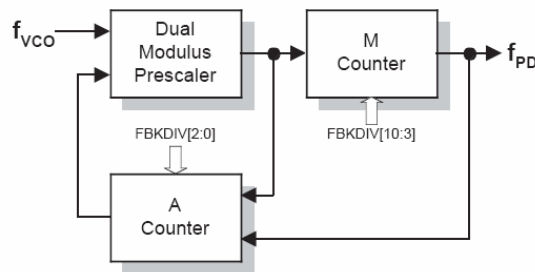 fVCO
Dual
Modulus
Prescaler
M
Counter
fPD
FBKDIV[2:0]
FBKDIV[10:3]
A
Counter